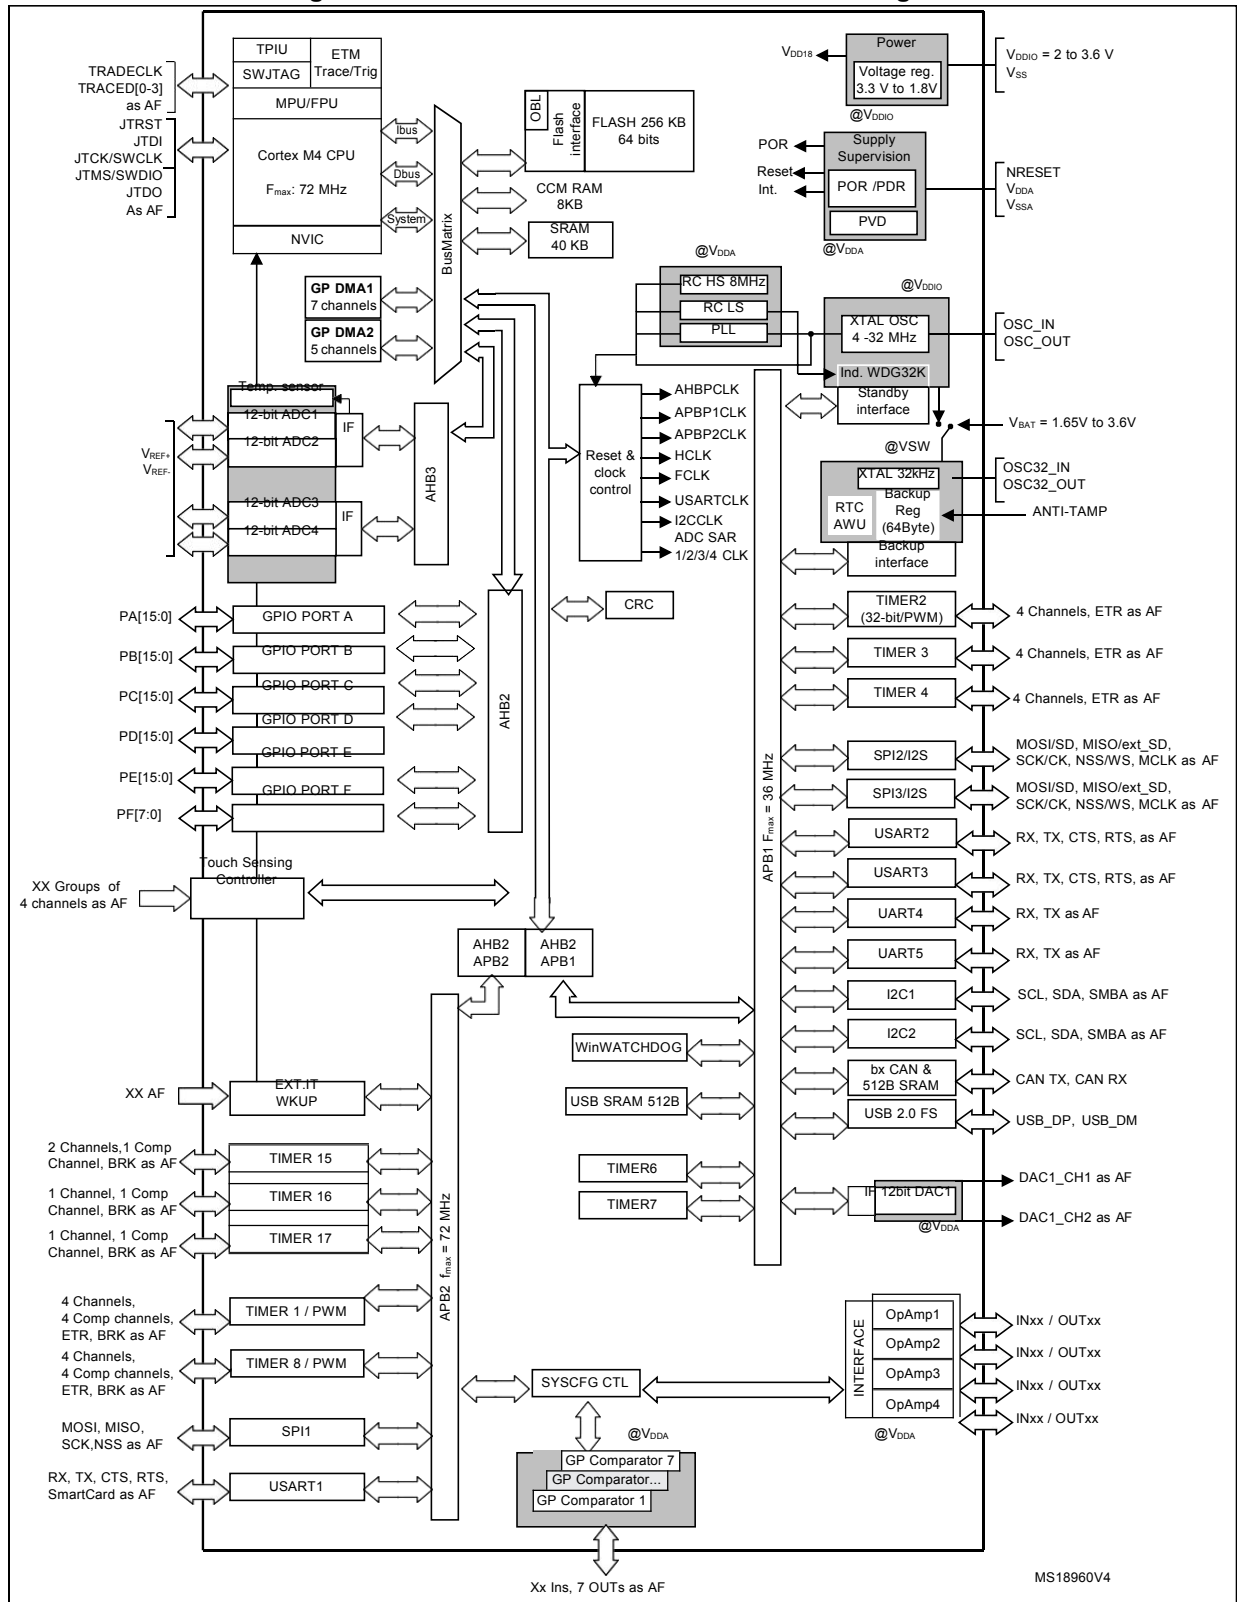 TPIU
SWJTAG
ETM
Trace/Trig
MPU/FPU
Cortex M4 CPU
Fmax: 72 MHz
NVIC
TRADECLK
TRACED[0-3]
as AF
JTRST
JTDI
JTCK/SWCLK
JTMS/SWDIO
JTDO
As AF
Ibus
Dbus
System
BusMatrix
OBL
Flash
interface
FLASH 256 KB
64 bits
CCM RAM
8KB
SRAM
40 KB
GP DMA1
7 channels
GP DMA2
5 channels
VDD18
Power
Voltage reg.
3.3 V to 1.8V
@VDDIO
VDDIO = 2 to 3.6 V
VSS
POR
Reset
Int.
Supply
Supervision
POR /PDR
PVD
@VDDA
NRESET
VDDA
VSSA
@VDDA
RC HS 8MHz
RC LS
PLL
@VDDIO
XTAL OSC
4 -32 MHz
Ind. WDG32K
Standby
interface
OSC_IN
OSC_OUT
VBAT = 1.65V to 3.6V
@VSW
XTAL 32kHz
RTC
AWU
Backup
Reg
(64Byte)
Backup
interface
OSC32_IN
OSC32_OUT
ANTI-TAMP
Reset &
clock
control
AHBPCLK
APBP1CLK
APBP2CLK
HCLK
FCLK
USARTCLK
I2CCLK
ADC SAR
1/2/3/4 CLK
Temp. sensor
12-bit ADC1
12-bit ADC2
IF
VREF+
VREF-
12-bit ADC3
12-bit ADC4
IF
AHB3
CRC
PA[15:0]
GPIO PORT A
PB[15:0]
GPIO PORT B
PC[15:0]
GPIO PORT C
PD[15:0]
GPIO PORT D
PE[15:0]
GPIO PORT E
PF[7:0]
GPIO PORT F
AHB2
XX Groups of
4 channels as AF
Touch Sensing
Controller
AHB2
APB2
AHB2
APB1
APB1 Fmax = 36 MHz
TIMER2
(32-bit/PWM)
4 Channels, ETR as AF
TIMER 3
4 Channels, ETR as AF
TIMER 4
4 Channels, ETR as AF
SPI2/I2S
MOSI/SD, MISO/ext_SD,
SCK/CK, NSS/WS, MCLK as AF
SPI3/I2S
MOSI/SD, MISO/ext_SD,
SCK/CK, NSS/WS, MCLK as AF
USART2
RX, TX, CTS, RTS, as AF
USART3
RX, TX, CTS, RTS, as AF
UART4
RX, TX as AF
UART5
RX, TX as AF
I2C1
SCL, SDA, SMBA as AF
I2C2
SCL, SDA, SMBA as AF
bx CAN &
512B SRAM
CAN TX, CAN RX
USB 2.0 FS
USB_DP, USB_DM
WinWATCHDOG
USB SRAM 512B
TIMER6
TIMER7
IF 12bit DAC1
@VDDA
DAC1_CH1 as AF
DAC1_CH2 as AF
XX AF
EXT.IT
WKUP
2 Channels,1 Comp
Channel, BRK as AF
TIMER 15
1 Channel, 1 Comp
Channel, BRK as AF
TIMER 16
1 Channel, 1 Comp
Channel, BRK as AF
TIMER 17
4 Channels,
4 Comp channels,
ETR, BRK as AF
TIMER 1 / PWM
4 Channels,
4 Comp channels,
ETR, BRK as AF
TIMER 8 / PWM
MOSI, MISO,
SCK,NSS as AF
SPI1
RX, TX, CTS, RTS,
SmartCard as AF
USART1
APB2 fmax = 72 MHz
SYSCFG CTL
@VDDA
GP Comparator 7
GP Comparator...
GP Comparator 1
Xx Ins, 7 OUTs as AF
INTERFACE
OpAmp1
OpAmp2
OpAmp3
OpAmp4
@VDDA
INxx / OUTxx
INxx / OUTxx
INxx / OUTxx
INxx / OUTxx
MS18960V4